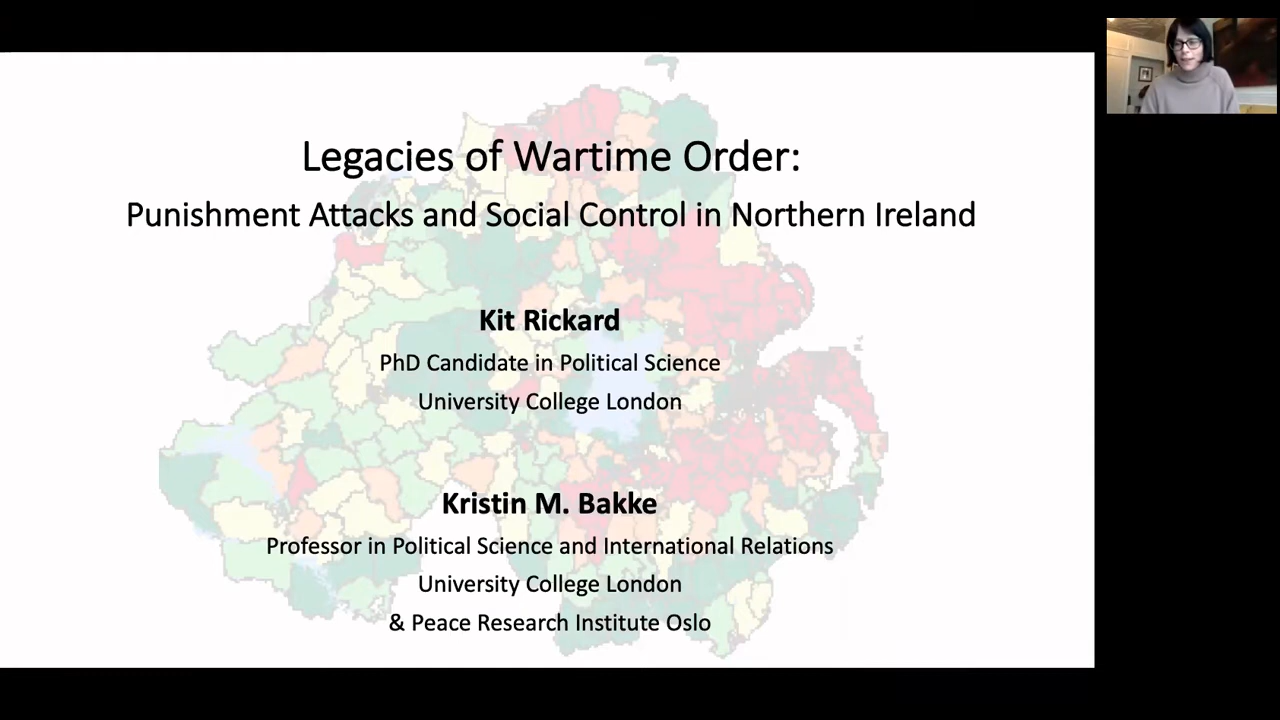 Legacies of Wartime Order:
Punishment Attacks and Social Control in Northern Ireland
Kit Rickard
PhD Candidate in Political Science
University College London
Kristin M. Bakke
Professor in Political Science and International Relations
University College London
& Peace Research Institute Oslo